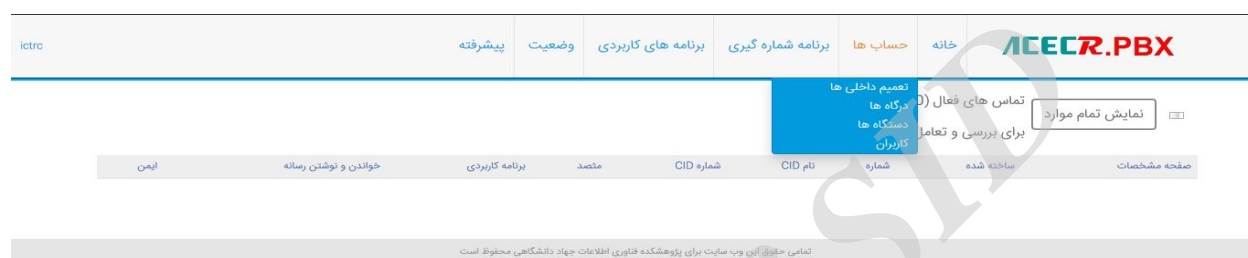 ACECR.PBX
خانه
حساب ها
برنامه شماره گیری
برنامه های کاربردی
وضعیت
پیشرفته
ictrc
تعمیم داخلی ها
درگاه ها
دستگاه ها
کاربران
تماس های فعال (0
نمایش تمام موارد
برای بررسی و تعامل
صفحه مشخصات
ساخته شده
شماره
نام CID
شماره CID
مقصد
برنامه کاربردی
خواندن و نوشتن رسانه
ایمن
تمامی حقوق این وب سایت برای پژوهشکده فناوری اطلاعات جهاد دانشگاهی محفوظ است
SID